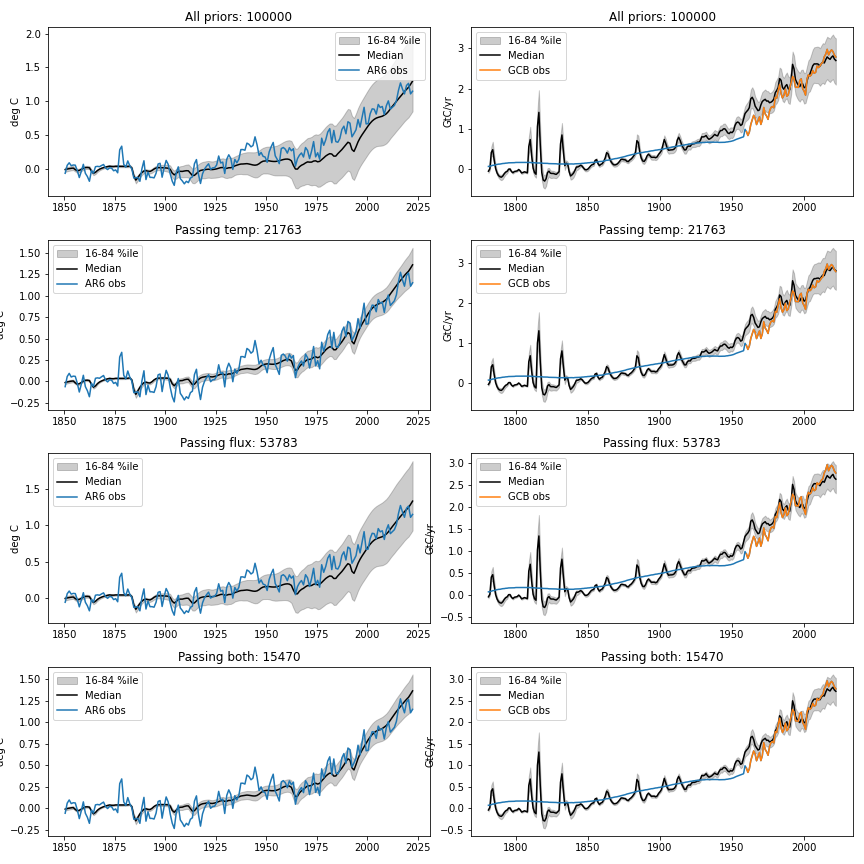 All priors: 100000
16-84 %ile
Median
AR6 obs
deg C
2.0
1.5
1.0
0.5
0.0
1850 1875 1900 1925 1950 1975 2000 2025
All priors: 100000
16-84 %ile
Median
GCB obs
GtC/yr
3
2
1
0
1800 1850 1900 1950 2000
Passing temp: 21763
16-84 %ile
Median
AR6 obs
deg C
1.50
1.25
1.00
0.75
0.50
0.25
0.00
−0.25
1850 1875 1900 1925 1950 1975 2000 2025
Passing temp: 21763
16-84 %ile
Median
GCB obs
GtC/yr
3
2
1
0
1800 1850 1900 1950 2000
Passing flux: 53783
16-84 %ile
Median
AR6 obs
deg C
1.5
1.0
0.5
0.0
1850 1875 1900 1925 1950 1975 2000 2025
Passing flux: 53783
16-84 %ile
Median
GCB obs
GtC/yr
3.0
2.5
2.0
1.5
1.0
0.5
0.0
−0.5
1800 1850 1900 1950 2000
Passing both: 15470
16-84 %ile
Median
AR6 obs
deg C
1.50
1.25
1.00
0.75
0.50
0.25
0.00
−0.25
1850 1875 1900 1925 1950 1975 2000 2025
Passing both: 15470
16-84 %ile
Median
GCB obs
GtC/yr
3.0
2.5
2.0
1.5
1.0
0.5
0.0
−0.5
1800 1850 1900 1950 2000